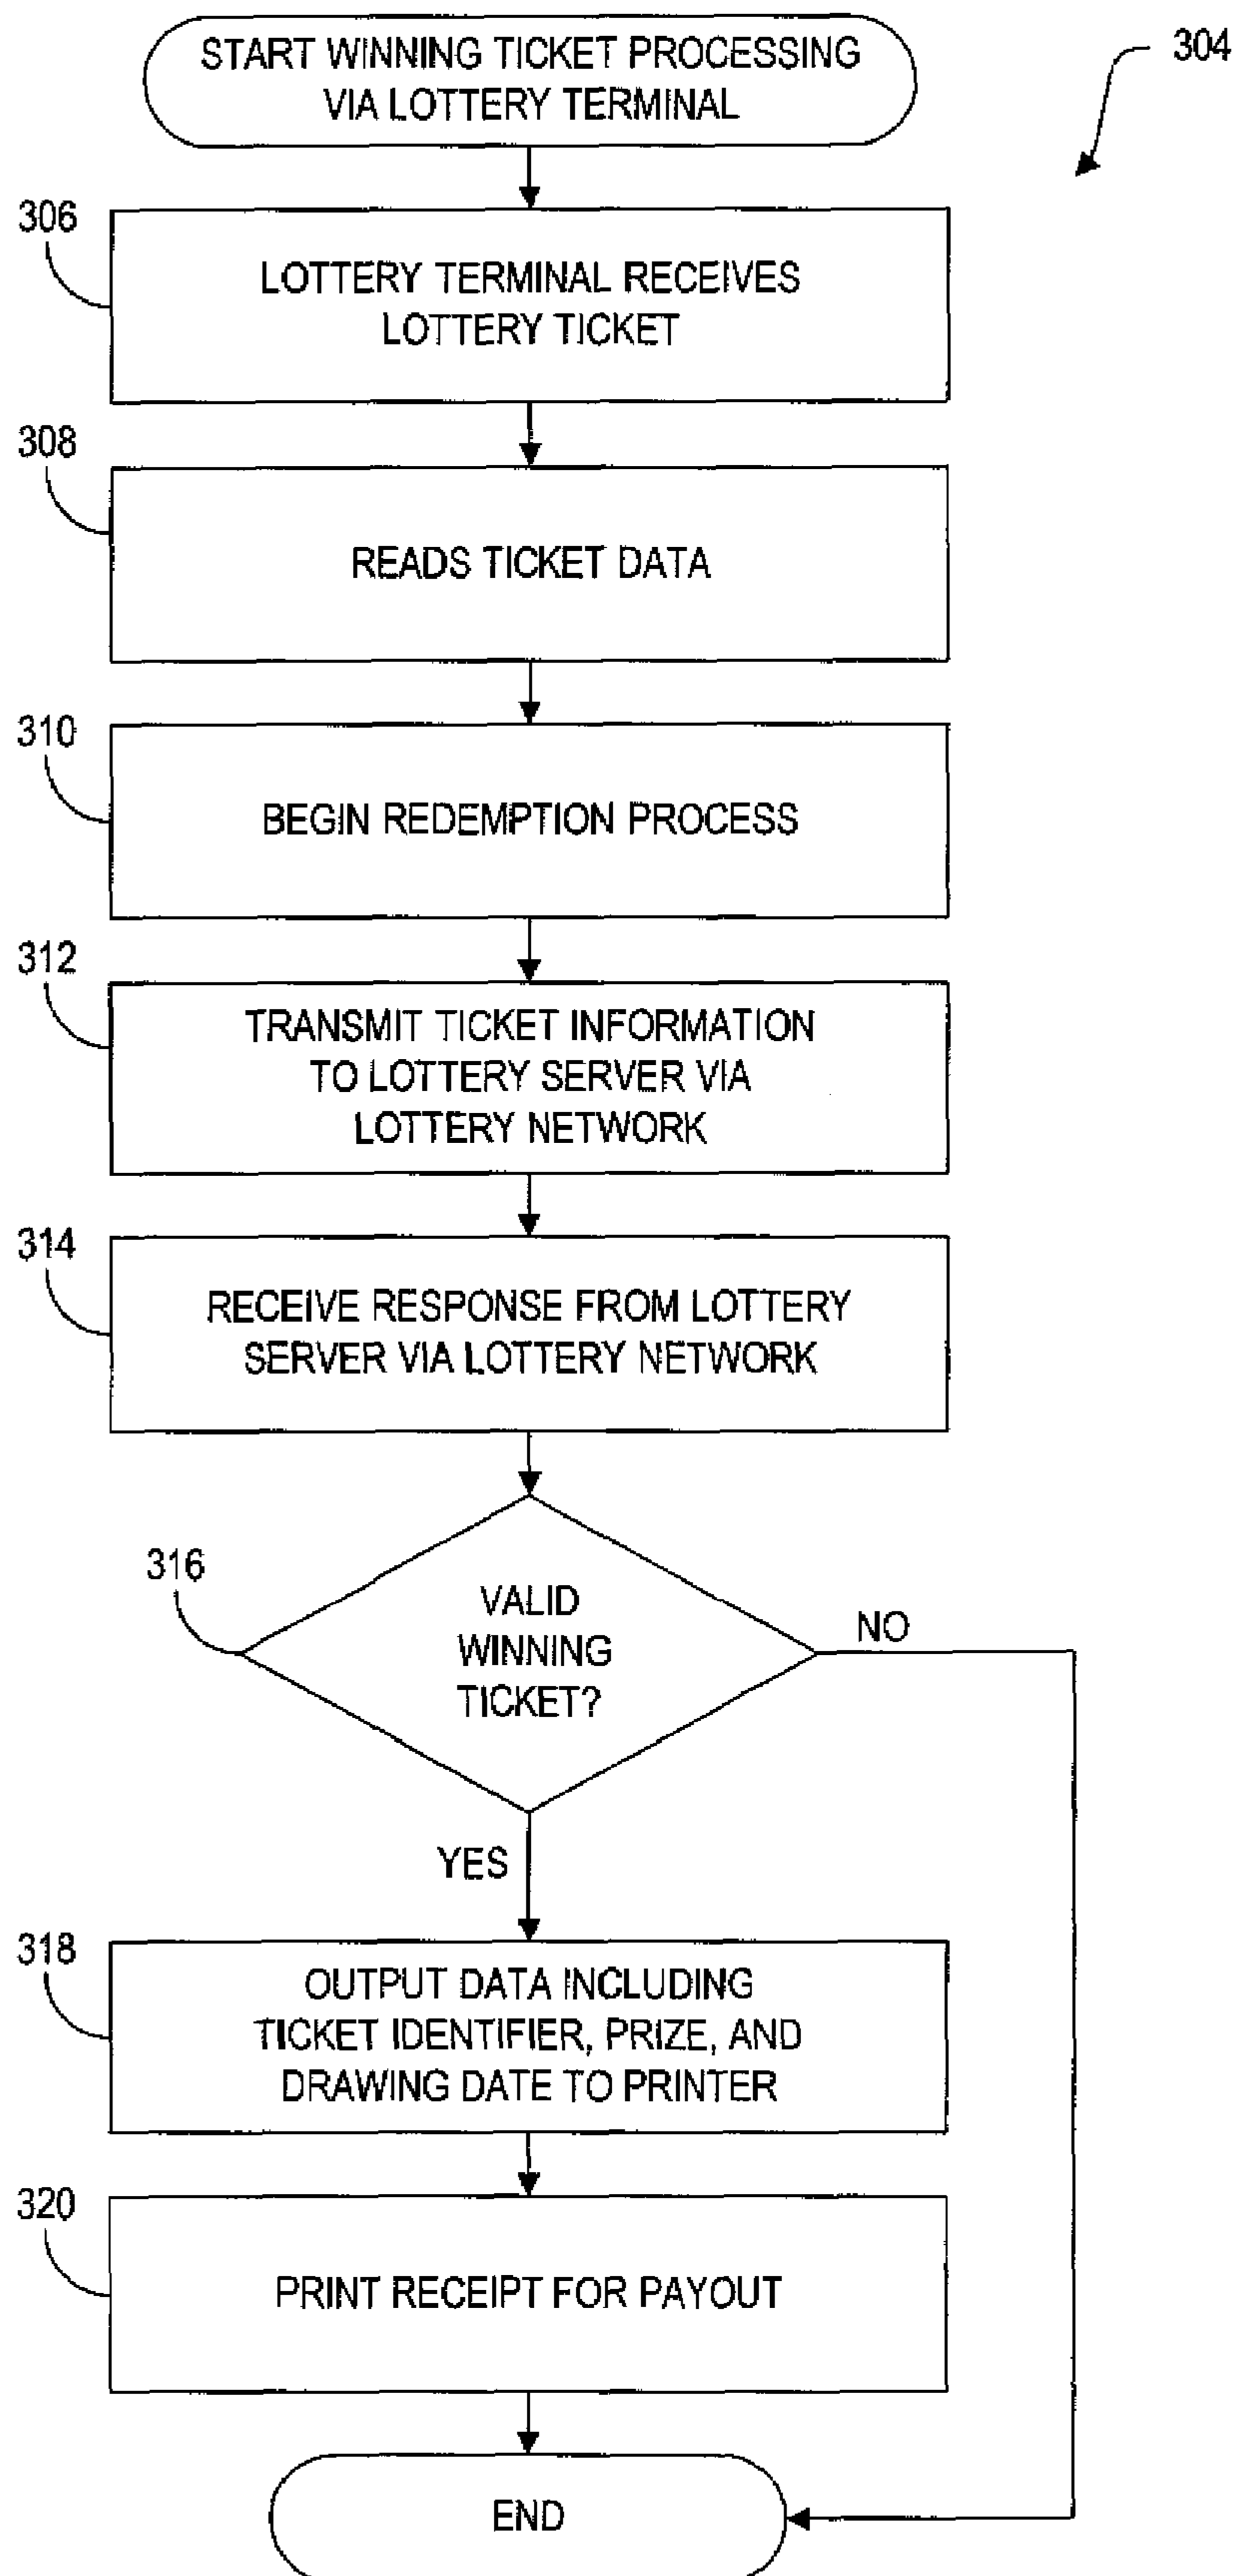 START WINNING TICKET PROCESSING
VIA LOTTERY TERMINAL
304
306
LOTTERY TERMINAL RECEIVES
LOTTERY TICKET
308
READS TICKET DATA
310
BEGIN REDEMPTION PROCESS
312
TRANSMIT TICKET INFORMATION
TO LOTTERY SERVER VIA
LOTTERY NETWORK
314
RECEIVE RESPONSE FROM LOTTERY
SERVER VIA LOTTERY NETWORK
316
VALID
WINNING
TICKET?
NO
YES
318
OUTPUT DATA INCLUDING
TICKET IDENTIFIER, PRIZE, AND
DRAWING DATE TO PRINTER
320
PRINT RECEIPT FOR PAYOUT
END